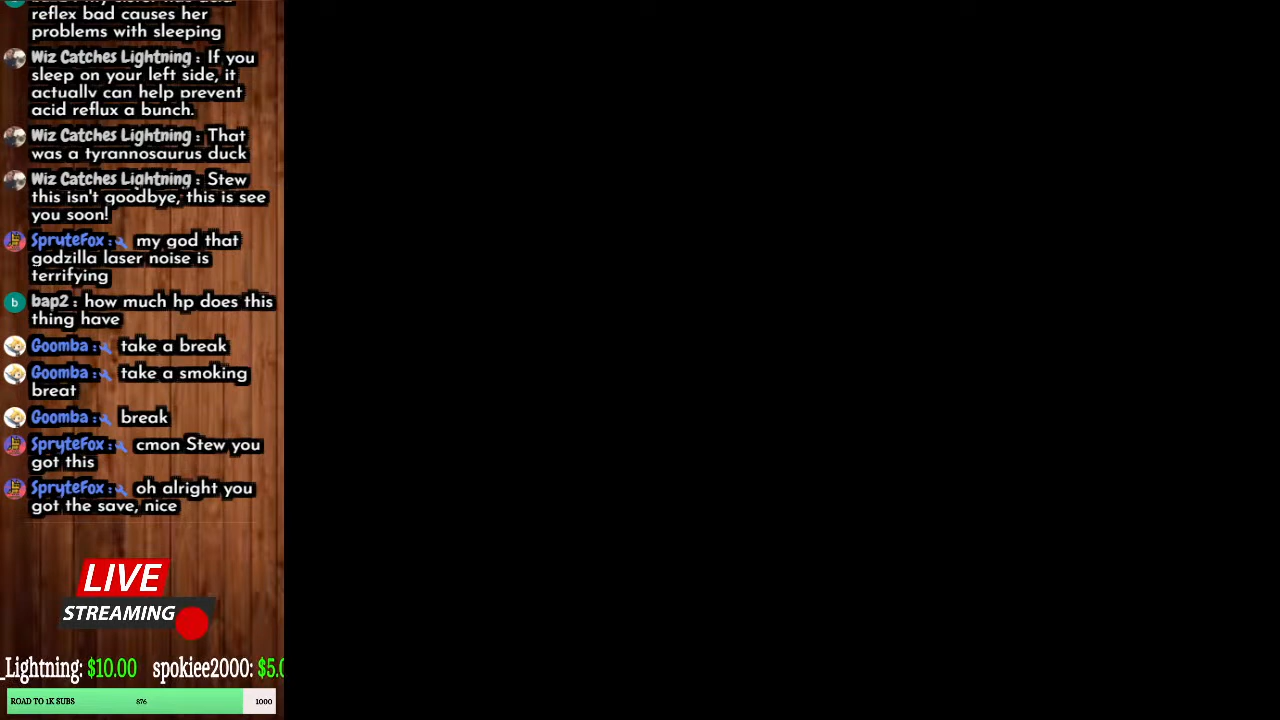 reflex bad causes her
problems with sleeping
Wiz Catches Lightning : If you
sleep on your left side, it
actually can help prevent
acid reflux a bunch.
Wiz Catches Lightning : That
was a tyrannosaurus duck
Wiz Catches Lightning : Stew
this isn't goodbye, this is see
you soon!
SpryteFox : my god that
godzilla laser noise is
terrifying
b bap2 : how much hp does this
thing have
Goomba : take a break
Goomba : take a smoking
breat
Goomba : break
SpryteFox : cmon Stew you
got this
SpryteFox : oh alright you
got the save, nice
LIVE
STREAMING
_Lightning: $10.00 spokiee2000: $5.0
ROAD TO 1K SUBS 876 1000